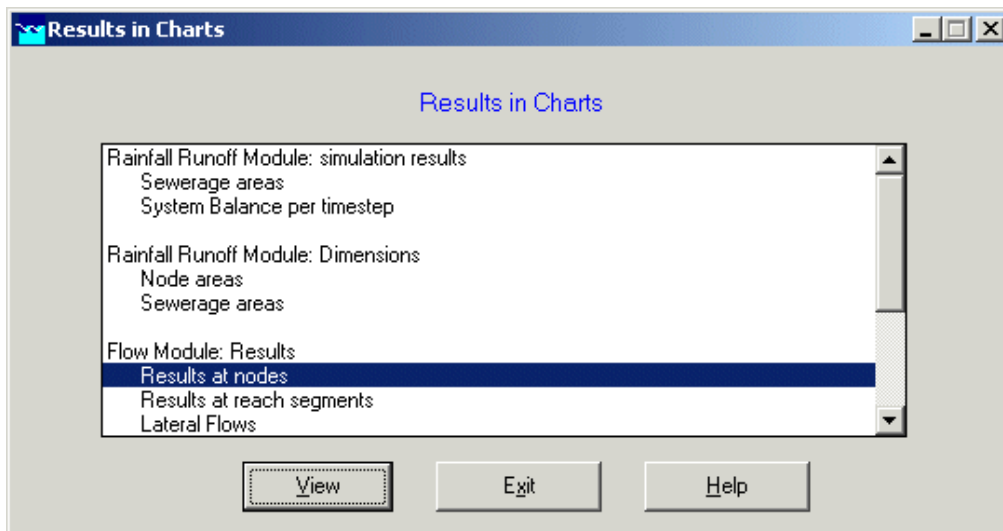 Results in Charts
Results in Charts
Rainfall Runoff Module: simulation results
Sewerage areas
System Balance per timestep
Rainfall Runoff Module: Dimensions
Node areas
Sewerage areas
Flow Module: Results
Results at nodes
Results at reach segments
Lateral Flows
View Exit Help